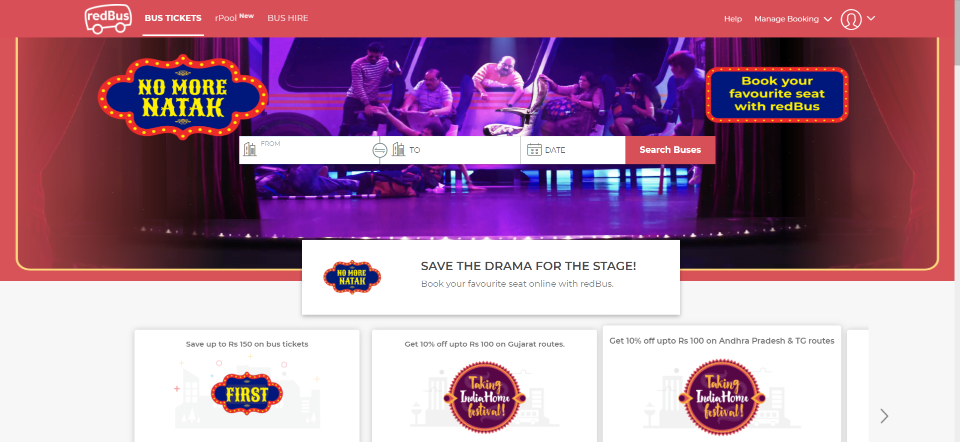 redBus
BUS TICKETS
rPool New
BUS HIRE
Help
Manage Booking
NO MORE
NATAK
Book your
favourite seat
with redBus
FROM
TO
DATE
Search Buses
NO MORE
NATAK
SAVE THE DRAMA FOR THE STAGE!
Book your favourite seat online with redBus.
Save up to Rs 150 on bus tickets
FIRST
Get 10% off upto Rs 100 on Gujarat routes.
Taking
IndiaHome
festival!
Get 10% off upto Rs 100 on Andhra Pradesh & TG routes
Taking
IndiaHome
festival!